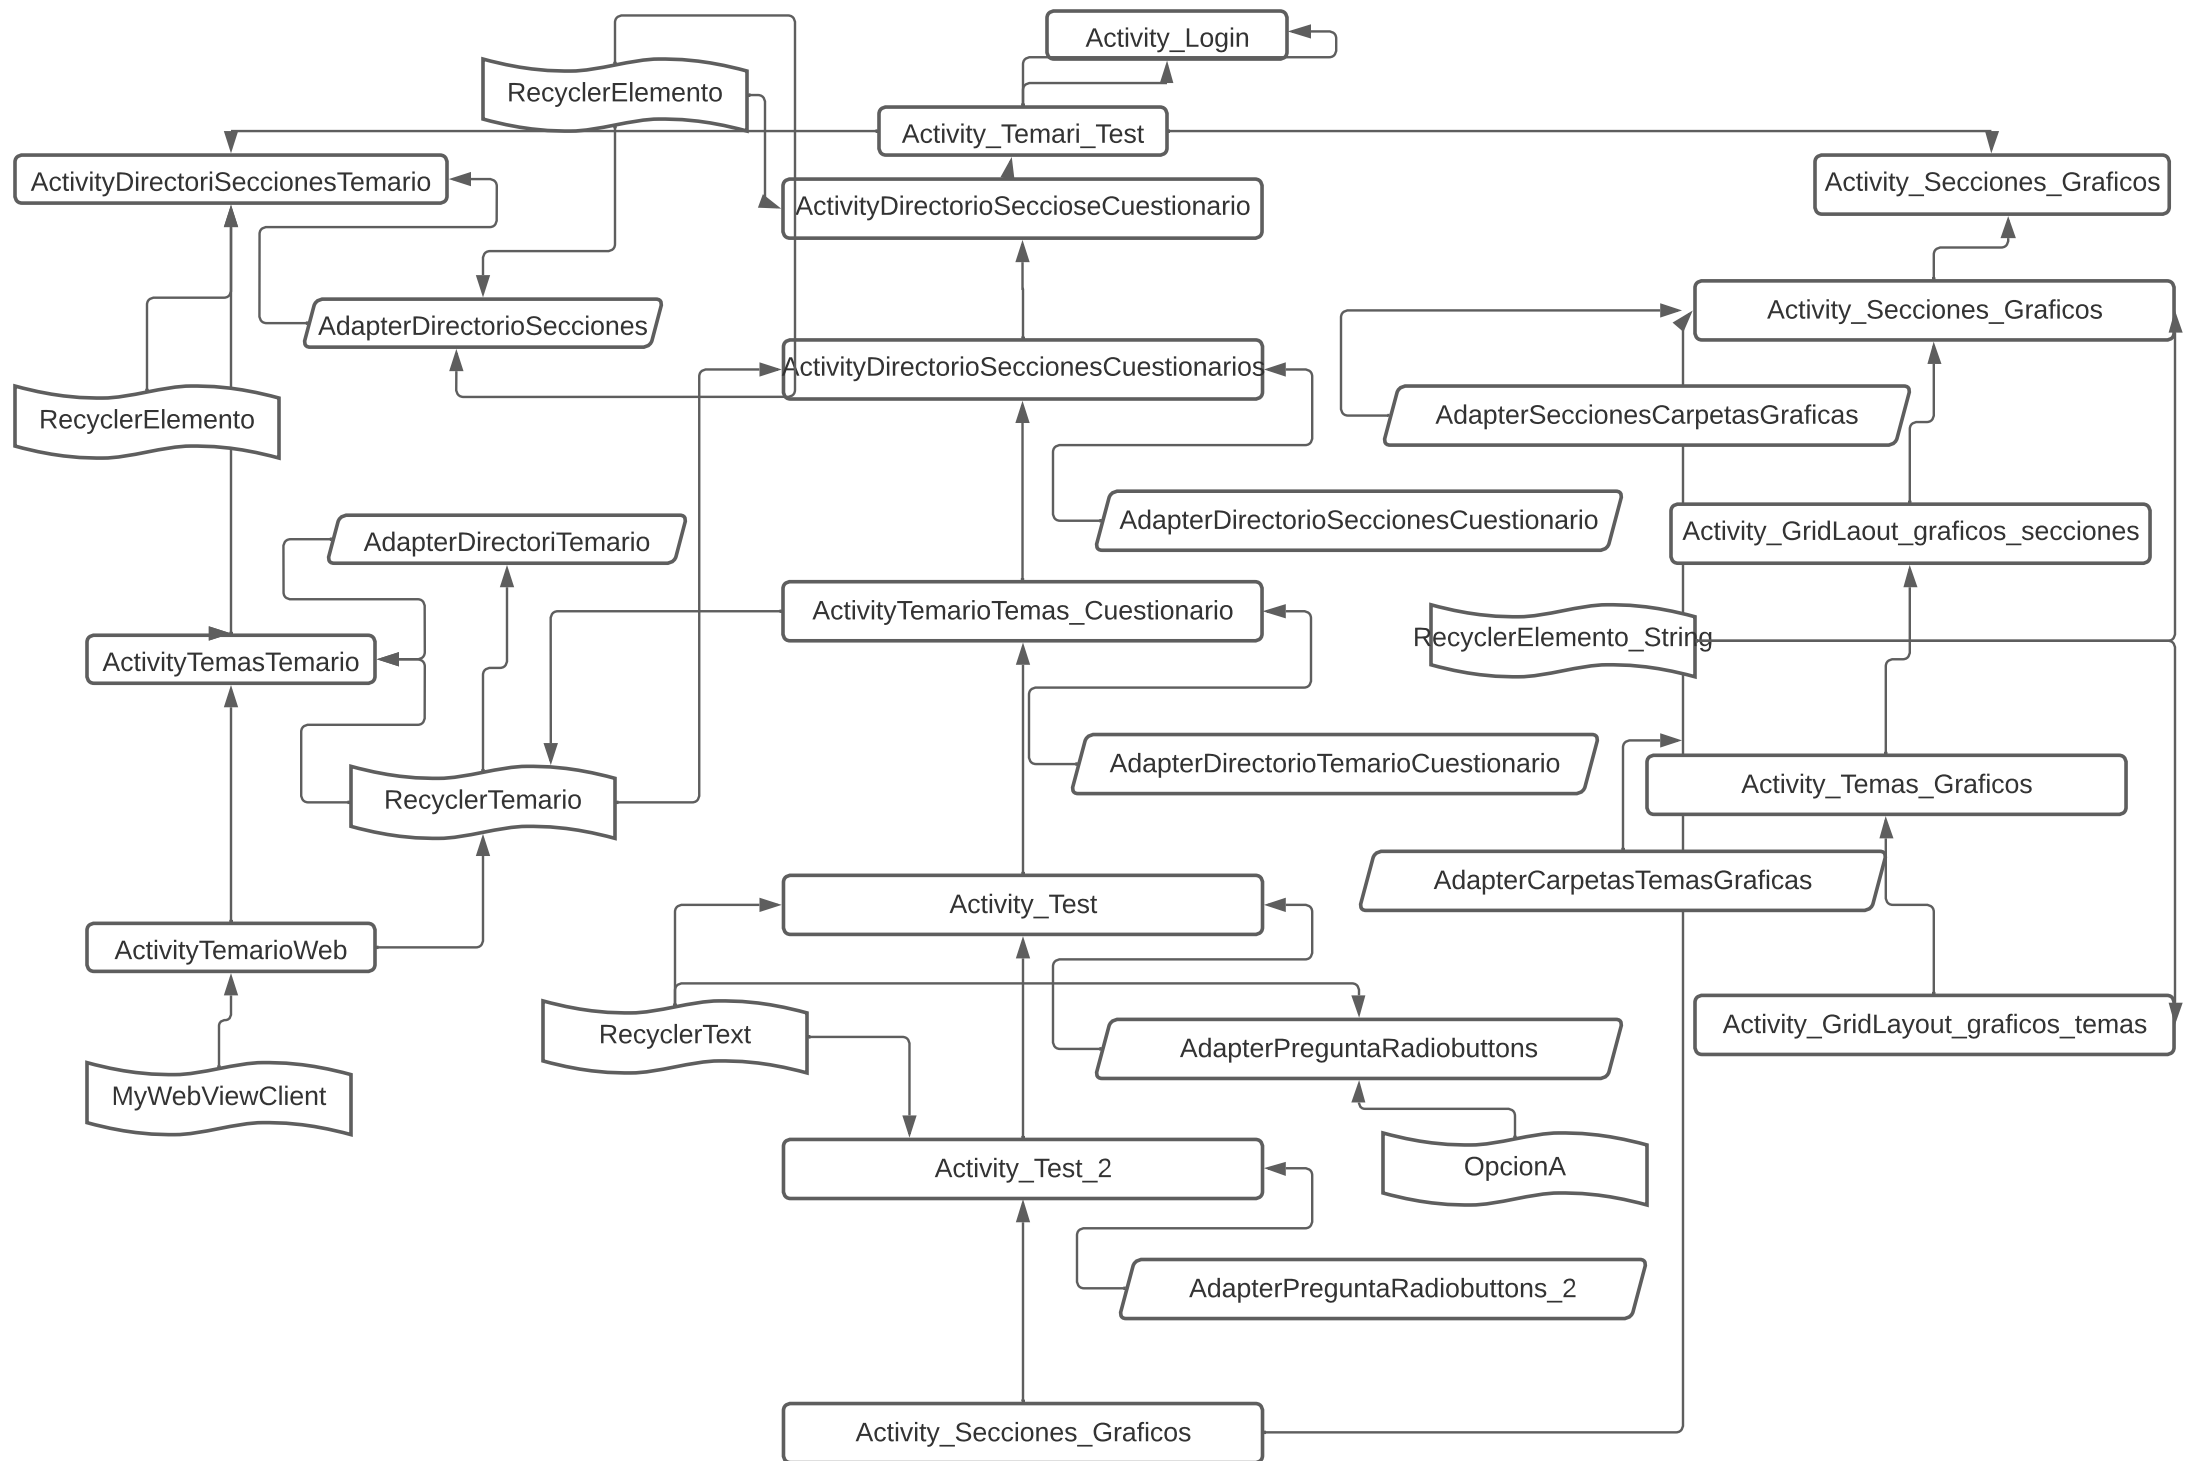 Activity_Login
RecyclerElemento
Activity_Temari_Test
ActivityDirectoriSeccionesTemario
Activity_Secciones_Graficos
ActivityDirectorioSeccioseCuestionario
Activity_Secciones_Graficos
AdapterDirectorioSecciones
ActivityDirectorioSeccionesCuestionarios
RecyclerElemento
AdapterSeccionesCarpetasGraficas
AdapterDirectorioSeccionesCuestionario
Activity_GridLaout_graficos_secciones
AdapterDirectoriTemario
ActivityTemarioTemas_Cuestionario
RecyclerElemento_String
ActivityTemasTemario
AdapterDirectorioTemarioCuestionario
Activity_Temas_Graficos
RecyclerTemario
AdapterCarpetasTemasGraficas
Activity_Test
ActivityTemarioWeb
Activity_GridLayout_graficos_temas
RecyclerText
AdapterPreguntaRadiobuttons
MyWebViewClient
Activity_Test_2
OpcionA
AdapterPreguntaRadiobuttons_2
Activity_Secciones_Graficos